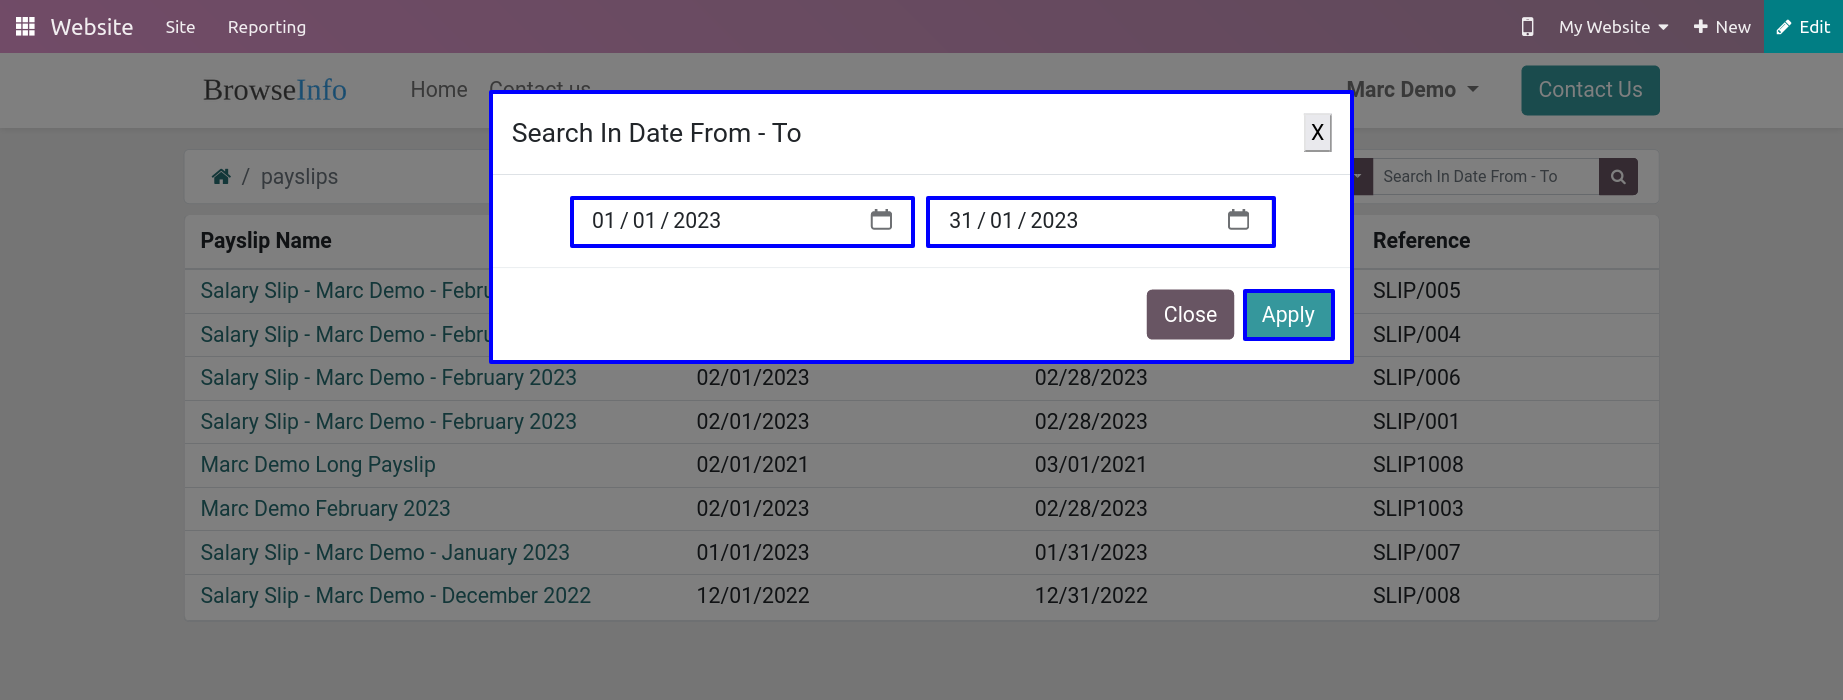 Website Site Reporting My Website New Edit
BrowseInfo Home Contact us Marc Demo Contact Us
Search In Date From - To X
/ payslips Search In Date From - To
01 / 01 / 2023 31 / 01 / 2023
Payslip Name Reference
Salary Slip - Marc Demo - Febru SLIP/005
Close Apply
Salary Slip - Marc Demo - Febru SLIP/004
Salary Slip - Marc Demo - February 2023 02/01/2023 02/28/2023 SLIP/006
Salary Slip - Marc Demo - February 2023 02/01/2023 02/28/2023 SLIP/001
Marc Demo Long Payslip 02/01/2021 03/01/2021 SLIP1008
Marc Demo February 2023 02/01/2023 02/28/2023 SLIP1003
Salary Slip - Marc Demo - January 2023 01/01/2023 01/31/2023 SLIP/007
Salary Slip - Marc Demo - December 2022 12/01/2022 12/31/2022 SLIP/008